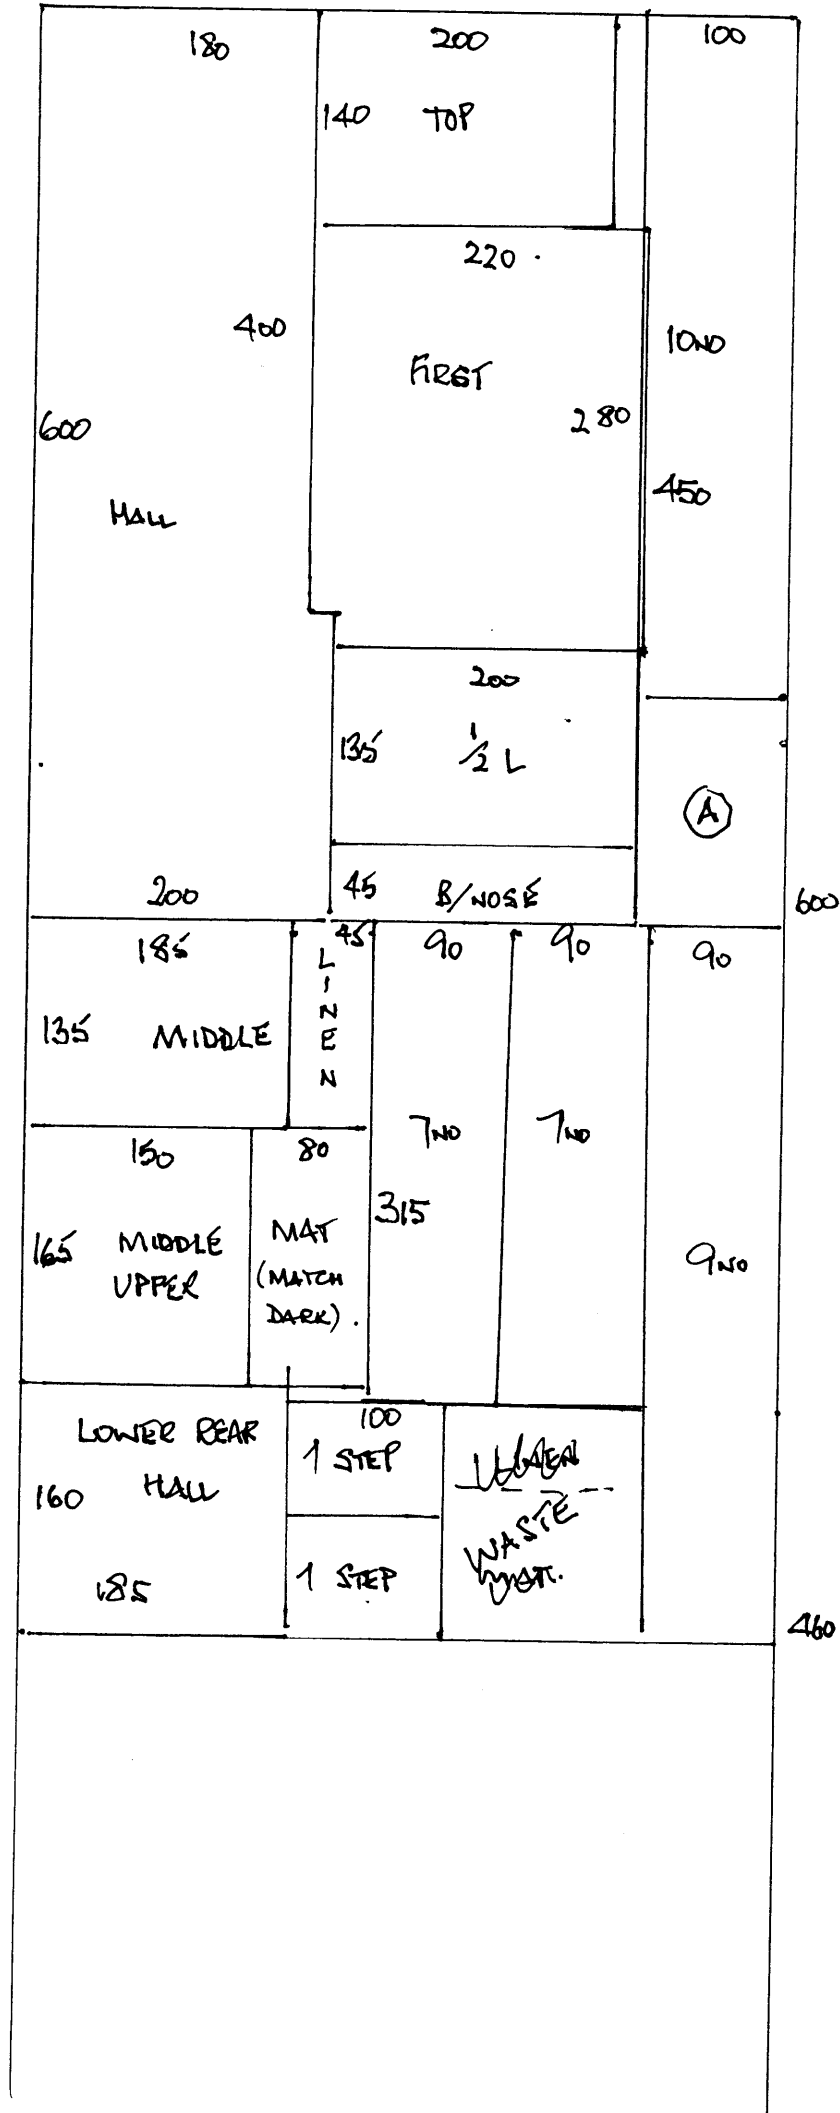 180
200
100
140 TOP
220
400
10NO
FIRST
280
600
450
HALL
200
135 1/2 L
A
200
45 B/NOSE
600
185
45
90
90
90
LINEN
135 MIDDLE
7NO
7NO
150
80
315
165 MIDDLE
UPPER
MAT
(MATCH
DARK).
9NO
LOWER REAR
HALL
100
1 STEP
160
WASTE
185
1 STEP
460